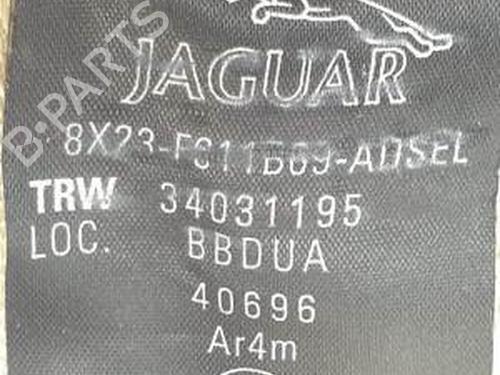 JAGUAR
8X23-F611B69-ADSEL
TRW 34031195
LOC. BBDUA
40696
Ar4m
B-PARTS